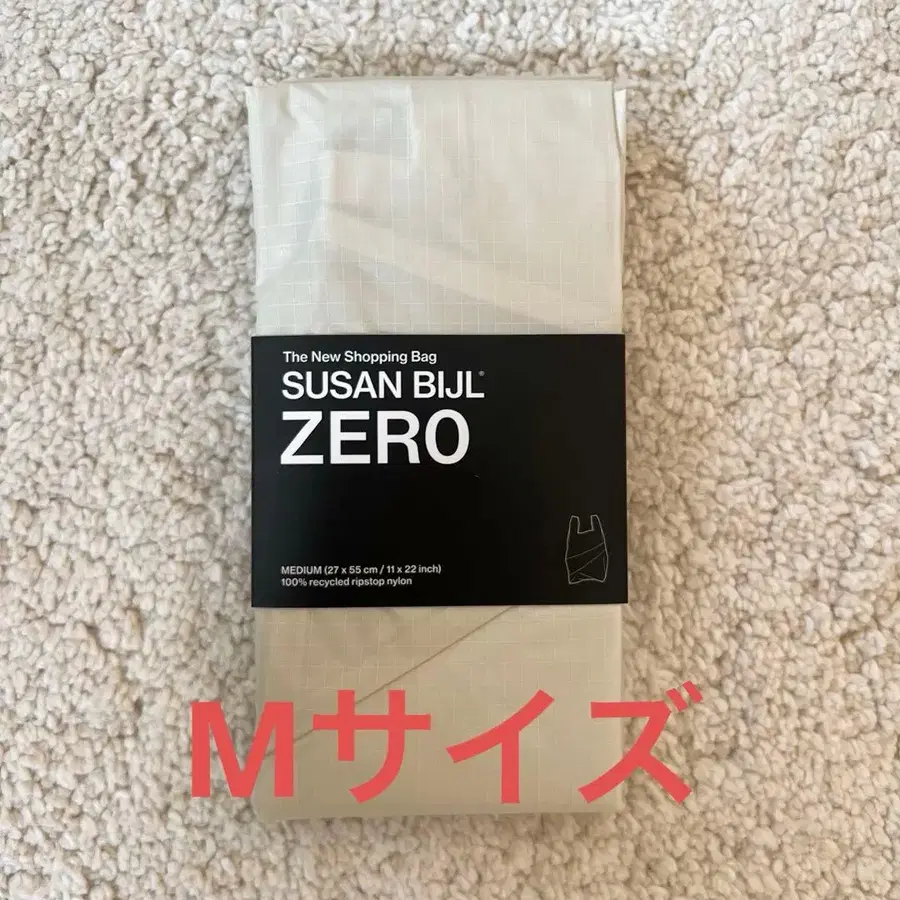 The New Shopping Bag
SUSAN BIJL®
ZERO
MEDIUM (27 x 55 cm / 11 x 22 inch)
100% recycled ripstop nylon
Mサイズ